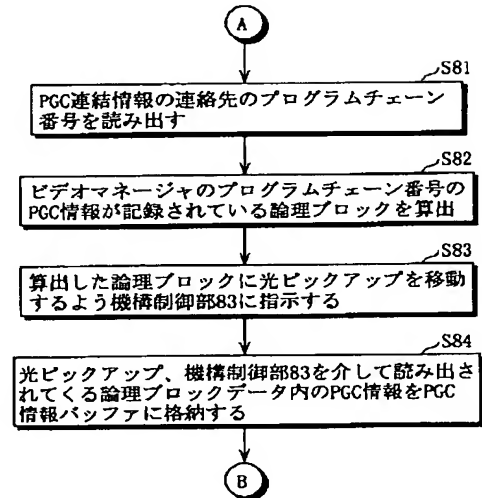 A
S81
PGC連結情報の連絡先のプログラムチェーン
番号を読み出す
S82
ビデオマネージャのプログラムチェーン番号の
PGC情報が記録されている論理ブロックを算出
S83
算出した論理ブロックに光ピックアップを移動
するよう機構制御部83に指示する
S84
光ピックアップ、機構制御部83を介して読み出さ
れてくる論理ブロックデータ内のPGC情報をPGC
情報バッファに格納する
B